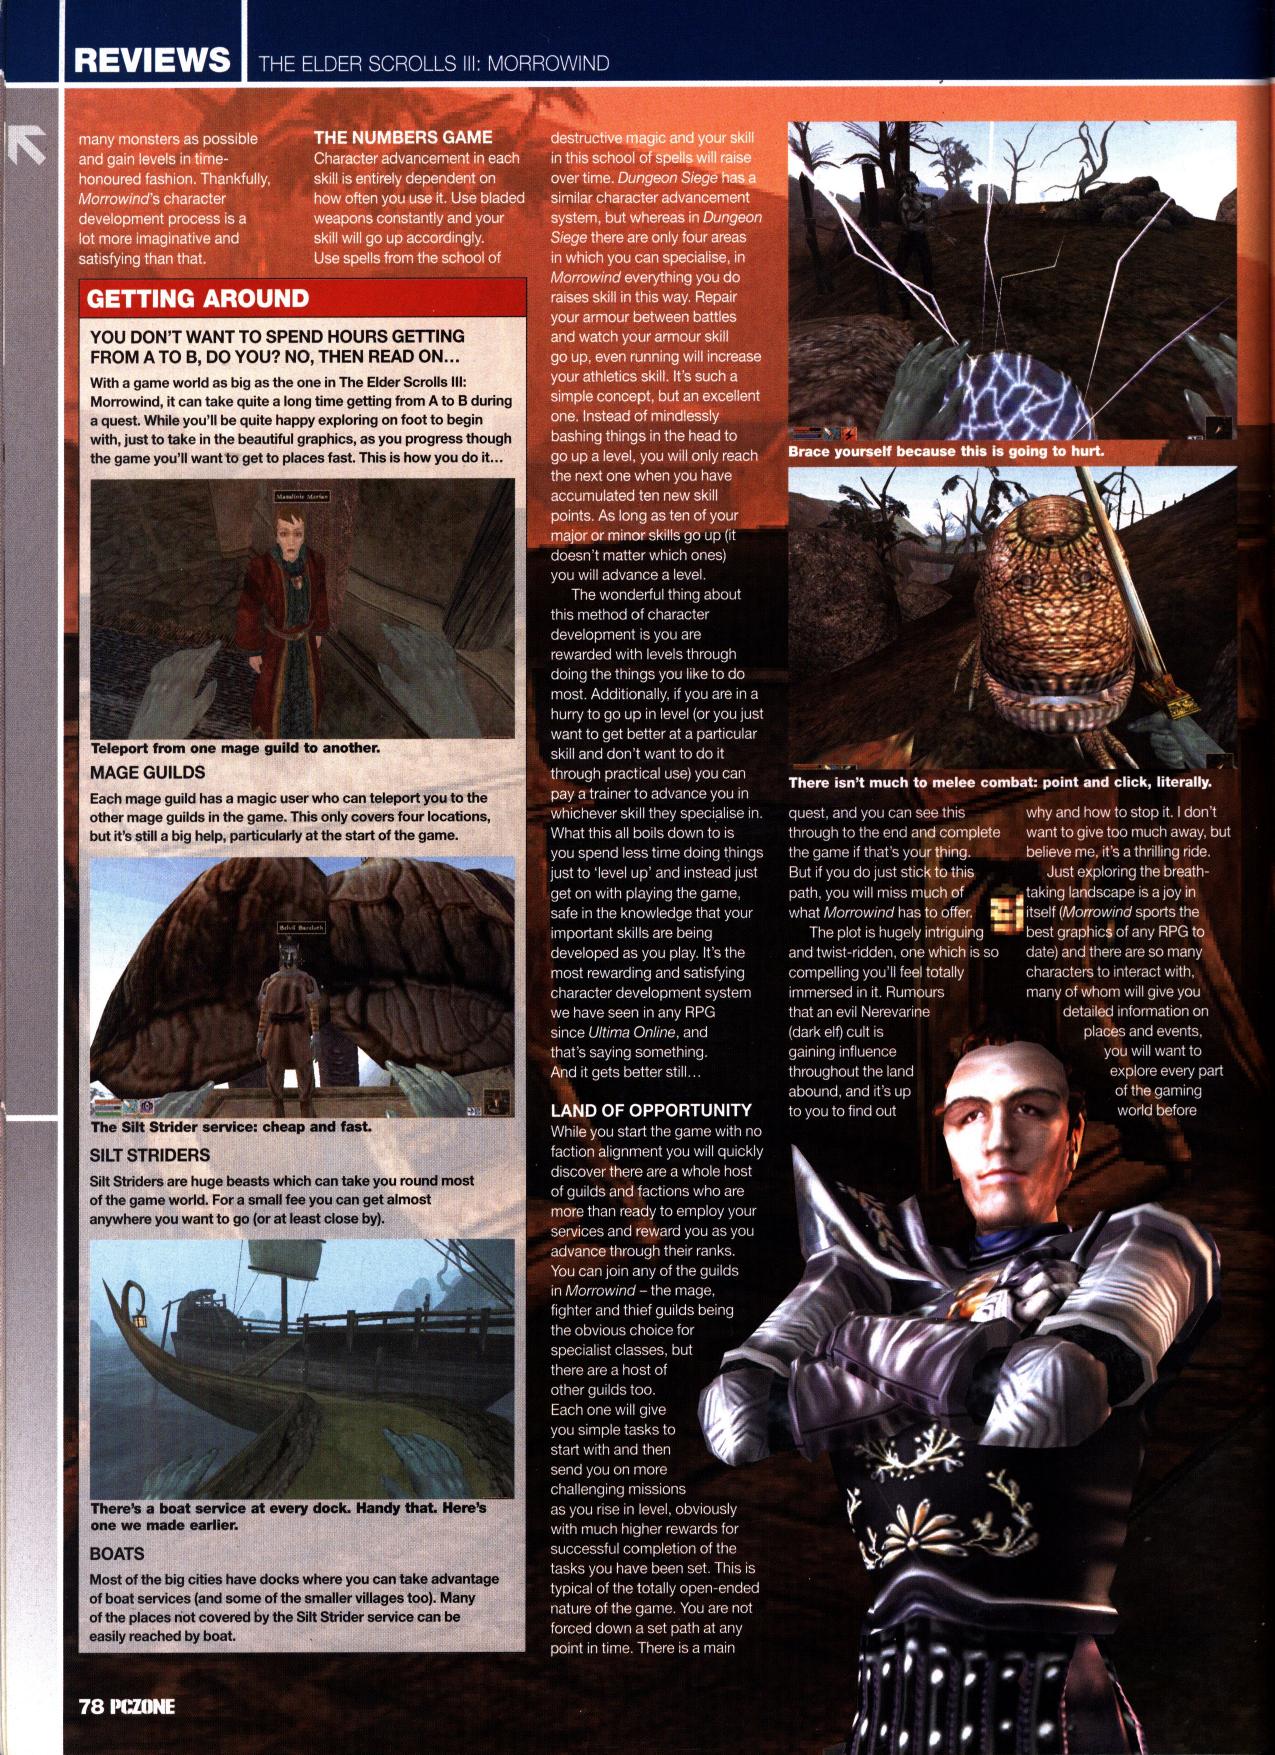 REVIEWS
THE ELDER SCROLLS III: MORROWIND
many monsters as possible
and gain levels in time-
honoured fashion. Thankfully,
Morrowind's character
development process is a
lot more imaginative and
satisfying than that.
THE NUMBERS GAME
Character advancement in each
skill is entirely dependent on
how often you use it. Use bladed
weapons constantly and your
skill will go up accordingly.
Use spells from the school of
destructive magic and your skill
in this school of spells will raise
over time. Dungeon Siege has a
similar character advancement
system, but whereas in Dungeon
Siege there are only four areas
in which you can specialise, in
Morrowind everything you do
raises skill in this way. Repair
your armour between battles
and watch your armour skill
go up, even running will increase
your athletics skill. It's such a
simple concept, but an excellent
one. Instead of mindlessly
bashing things in the head to
go up a level, you will only reach
the next one when you have
accumulated ten new skill
points. As long as ten of your
major or minor skills go up (it
doesn't matter which ones)
you will advance a level.
The wonderful thing about
this method of character
development is you are
rewarded with levels through
doing the things you like to do
most. Additionally, if you are in a
hurry to go up in level (or you just
want to get better at a particular
skill and don't want to do it
through practical use) you can
pay a trainer to advance you in
whichever skill they specialise in.
What this all boils down to is
you spend less time doing things
just to 'level up' and instead just
get on with playing the game,
safe in the knowledge that your
important skills are being
developed as you play. It's the
most rewarding and satisfying
character development system
we have seen in any RPG
since Ultima Online, and
that's saying something.
And it gets better still...
LAND OF OPPORTUNITY
While you start the game with no
faction alignment you will quickly
discover there are a whole host
of guilds and factions who are
more than ready to employ your
services and reward you as you
advance through their ranks.
You can join any of the guilds
in Morrowind – the mage,
fighter and thief guilds being
the obvious choice for
specialist classes, but
there are a host of
other guilds too.
Each one will give
you simple tasks to
start with and then
send you on more
challenging missions
as you rise in level, obviously
with much higher rewards for
successful completion of the
tasks you have been set. This is
typical of the totally open-ended
nature of the game. You are not
forced down a set path at any
point in time. There is a main
quest, and you can see this
through to the end and complete
the game if that's your thing.
But if you do just stick to this
path, you will miss much of
what Morrowind has to offer.
The plot is hugely intriguing
and twist-ridden, one which is so
compelling you'll feel totally
immersed in it. Rumours
that an evil Nerevarine
(dark elf) cult is
gaining influence
throughout the land
abound, and it's up
to you to find out
why and how to stop it. I don't
want to give too much away, but
believe me, it's a thrilling ride.
Just exploring the breath-
taking landscape is a joy in
itself (Morrowind sports the
best graphics of any RPG to
date) and there are so many
characters to interact with,
many of whom will give you
detailed information on
places and events,
you will want to
explore every part
of the gaming
world before
GETTING AROUND
YOU DON'T WANT TO SPEND HOURS GETTING
FROM A TO B, DO YOU? NO, THEN READ ON...
With a game world as big as the one in The Elder Scrolls III:
Morrowind, it can take quite a long time getting from A to B during
a quest. While you'll be quite happy exploring on foot to begin
with, just to take in the beautiful graphics, as you progress though
the game you'll want to get to places fast. This is how you do it...
Masalinie Merian
Teleport from one mage guild to another.
MAGE GUILDS
Each mage guild has a magic user who can teleport you to the
other mage guilds in the game. This only covers four locations,
but it's still a big help, particularly at the start of the game.
The Silt Strider service: cheap and fast.
SILT STRIDERS
Silt Striders are huge beasts which can take you round most
of the game world. For a small fee you can get almost
anywhere you want to go (or at least close by).
There's a boat service at every dock. Handy that. Here's
one we made earlier.
BOATS
Most of the big cities have docks where you can take advantage
of boat services (and some of the smaller villages too). Many
of the places not covered by the Silt Strider service can be
easily reached by boat.
Brace yourself because this is going to hurt.
There isn't much to melee combat: point and click, literally.
78 PCZONE